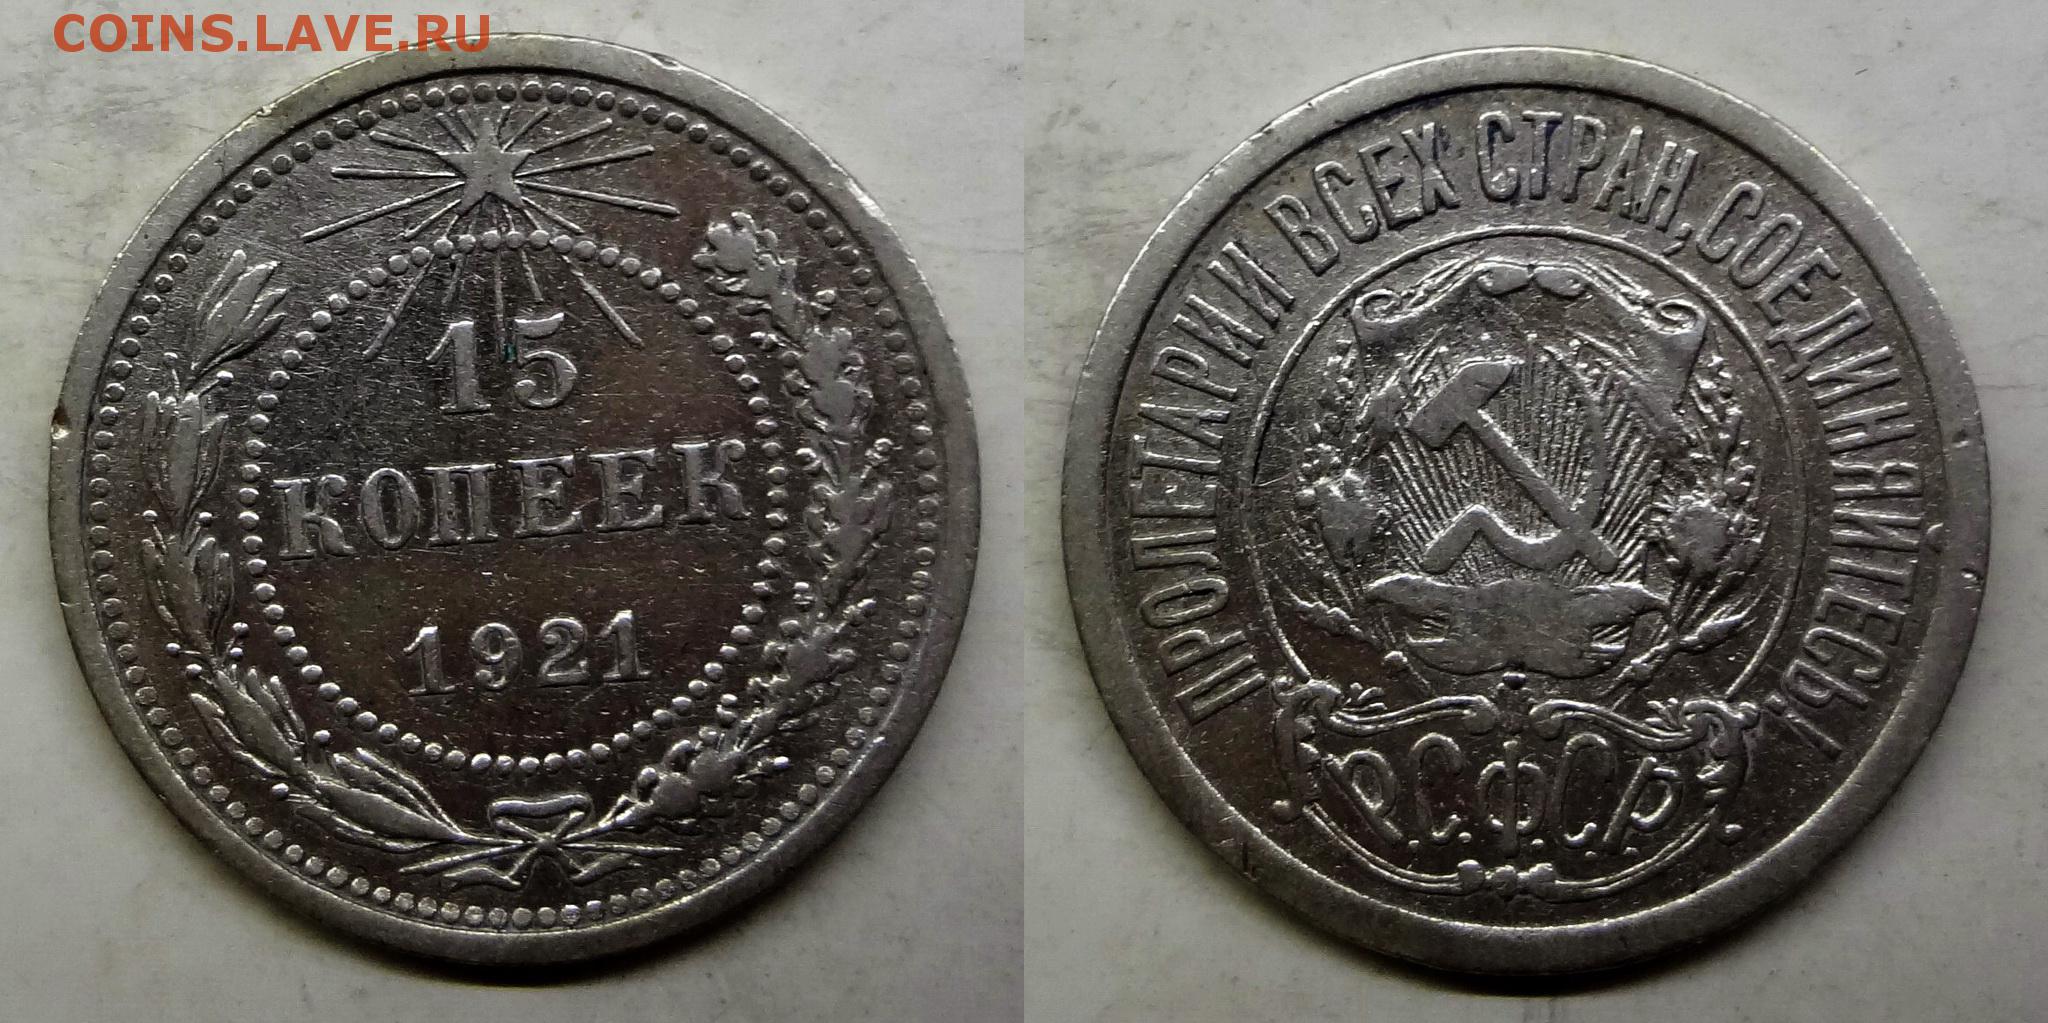 COINS.LAVE.RU
15
КОПЕЕК
1921
ПРОЛЕТАРИИ ВСЕХ СТРАН, СОЕДИНЯЙТЕСЬ!
Р.С.Ф.С.Р.